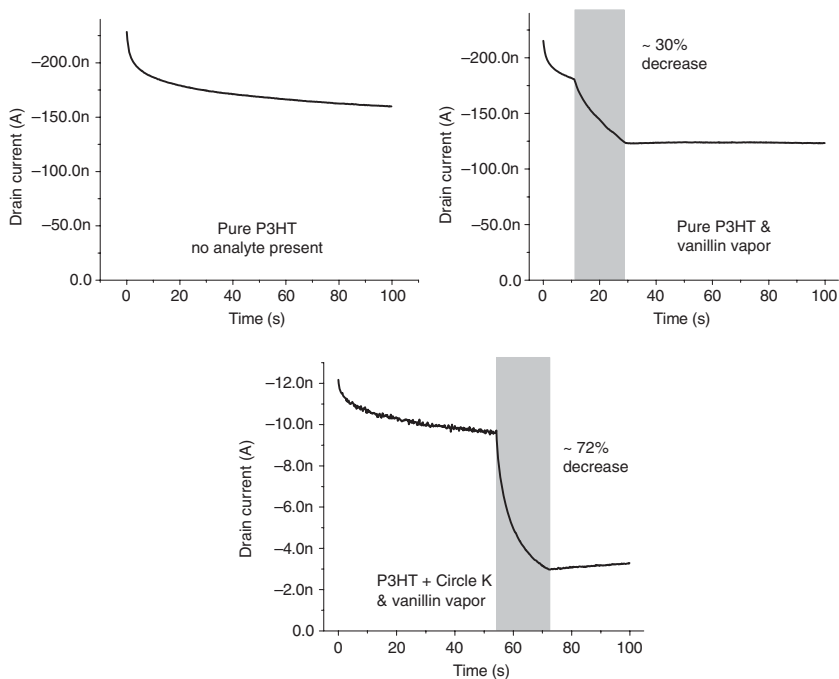 Drain current (A)
−200.0n
−150.0n
−100.0n
−50.0n
0.0
Pure P3HT
no analyte present
0 20 40 60 80 100
Time (s)
Drain current (A)
−200.0n
−150.0n
−100.0n
−50.0n
0.0
~ 30%
decrease
Pure P3HT &
vanillin vapor
0 20 40 60 80 100
Time (s)
Drain current (A)
−12.0n
−10.0n
−8.0n
−6.0n
−4.0n
−2.0n
0.0
~ 72%
decrease
P3HT + Circle K
& vanillin vapor
0 20 40 60 80 100
Time (s)